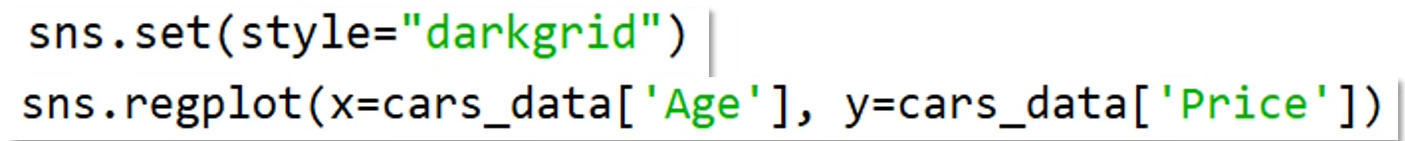 sns.set(style="darkgrid")
sns.regplot(x=cars_data['Age'], y=cars_data['Price'])